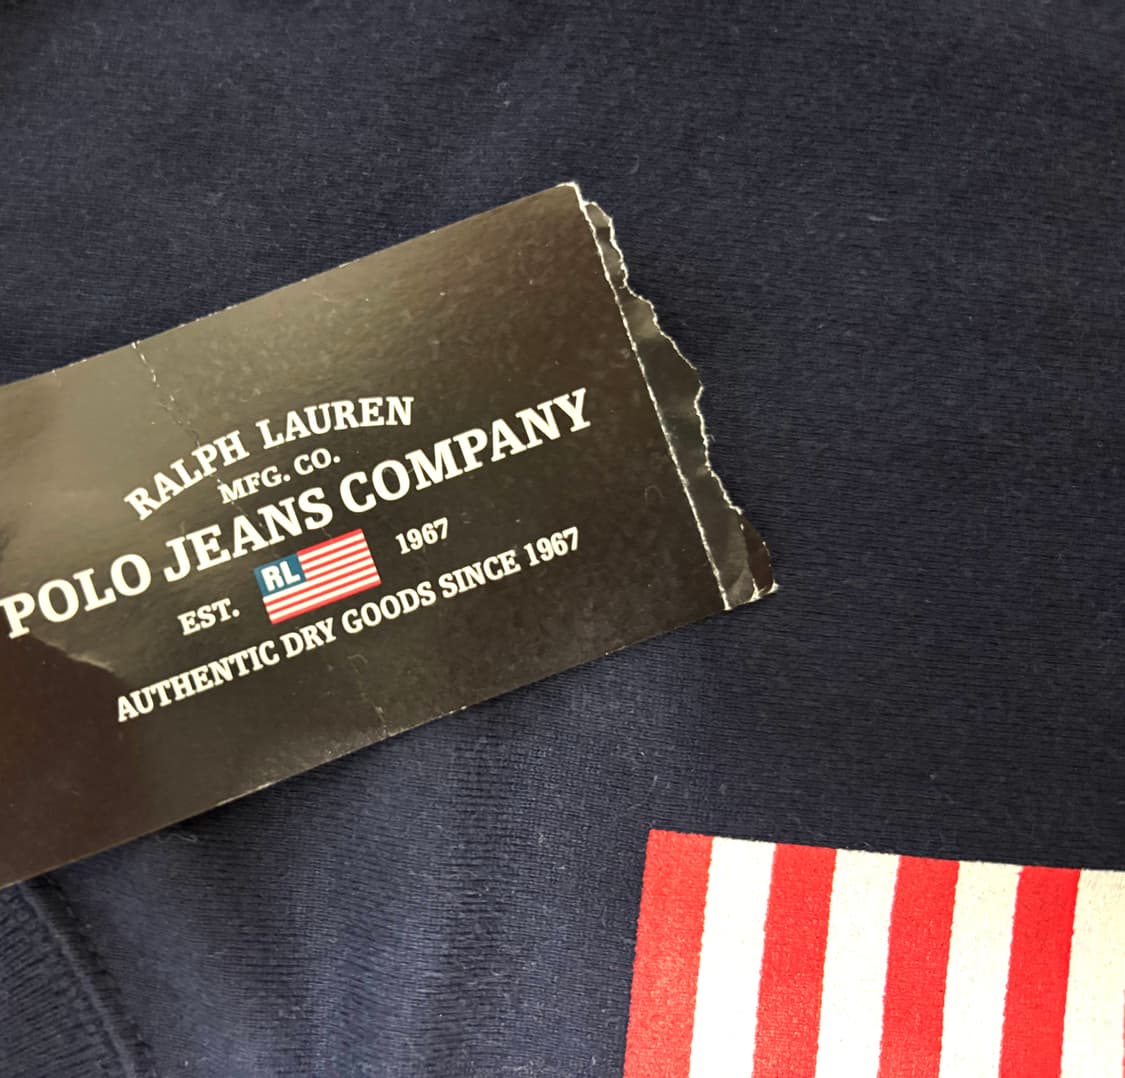 RALPH LAUREN
MFG. CO.
POLO JEANS COMPANY
EST. RL 1967
AUTHENTIC DRY GOODS SINCE 1967